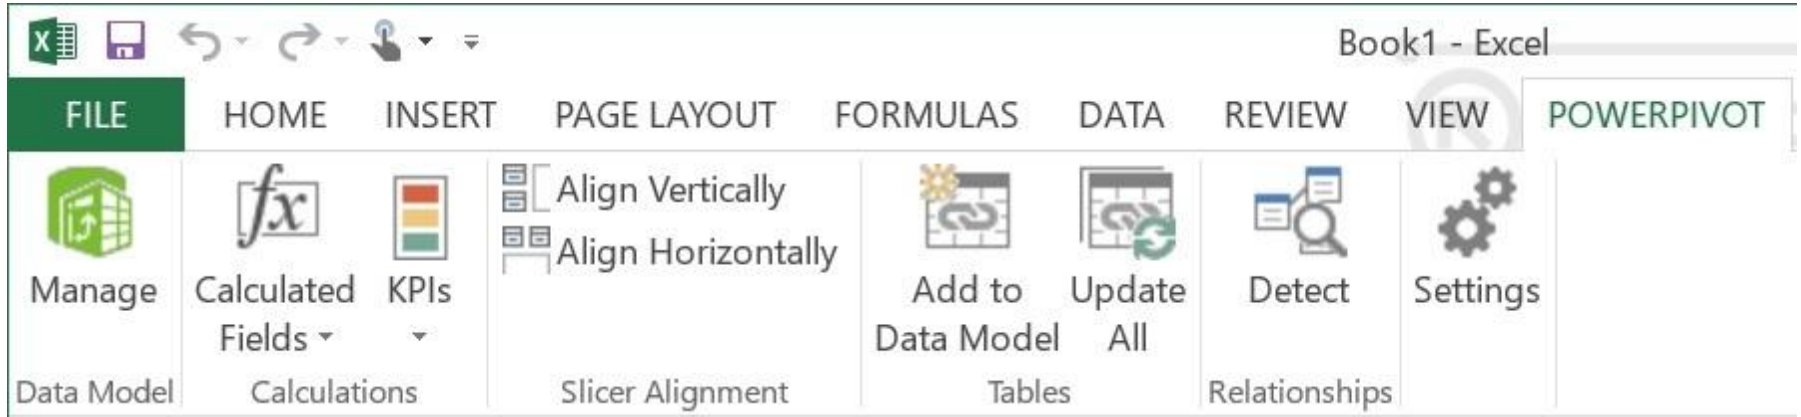 Book1 - Excel
FILE HOME INSERT PAGE LAYOUT FORMULAS DATA REVIEW VIEW POWERPIVOT
Manage
Calculated
Fields
KPIs
Align Vertically
Align Horizontally
Add to
Data Model
Update
All
Detect
Settings
Data Model Calculations Slicer Alignment Tables Relationships